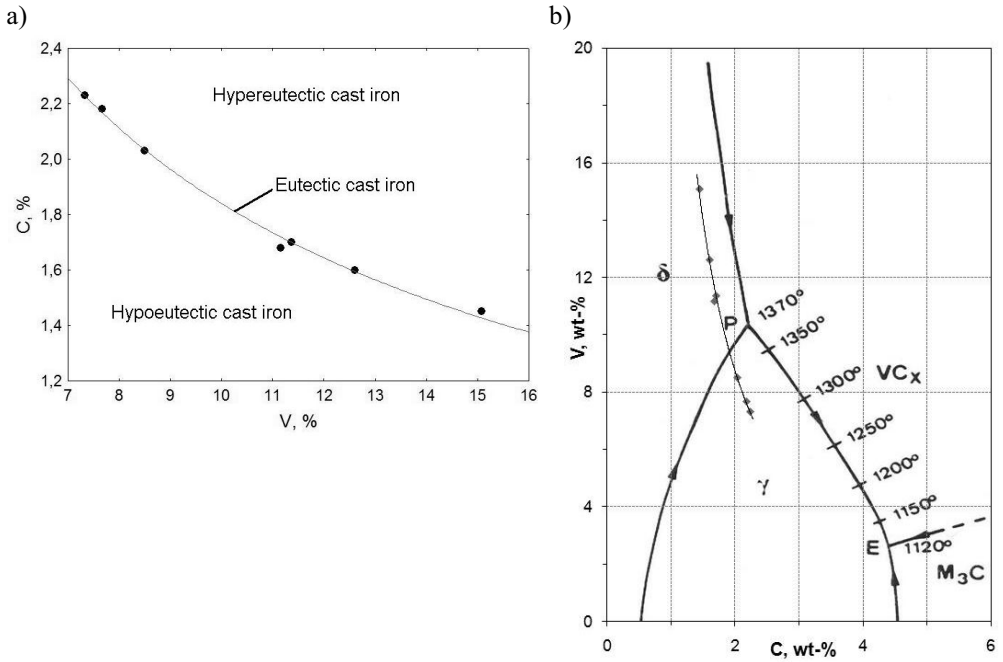 a)
2,4
2,2
2,0
1,8
1,6
1,4
1,2
C, %
Hypereutectic cast iron
Eutectic cast iron
Hypoeutectic cast iron
7 8 9 10 11 12 13 14 15 16
V, %
b)
20
16
12
8
4
0
V, wt-%
δ
P
1370°
1350°
1300°
VCx
1250°
1200°
γ
1150°
E
1120°
M3C
0 2 4 6
C, wt-%